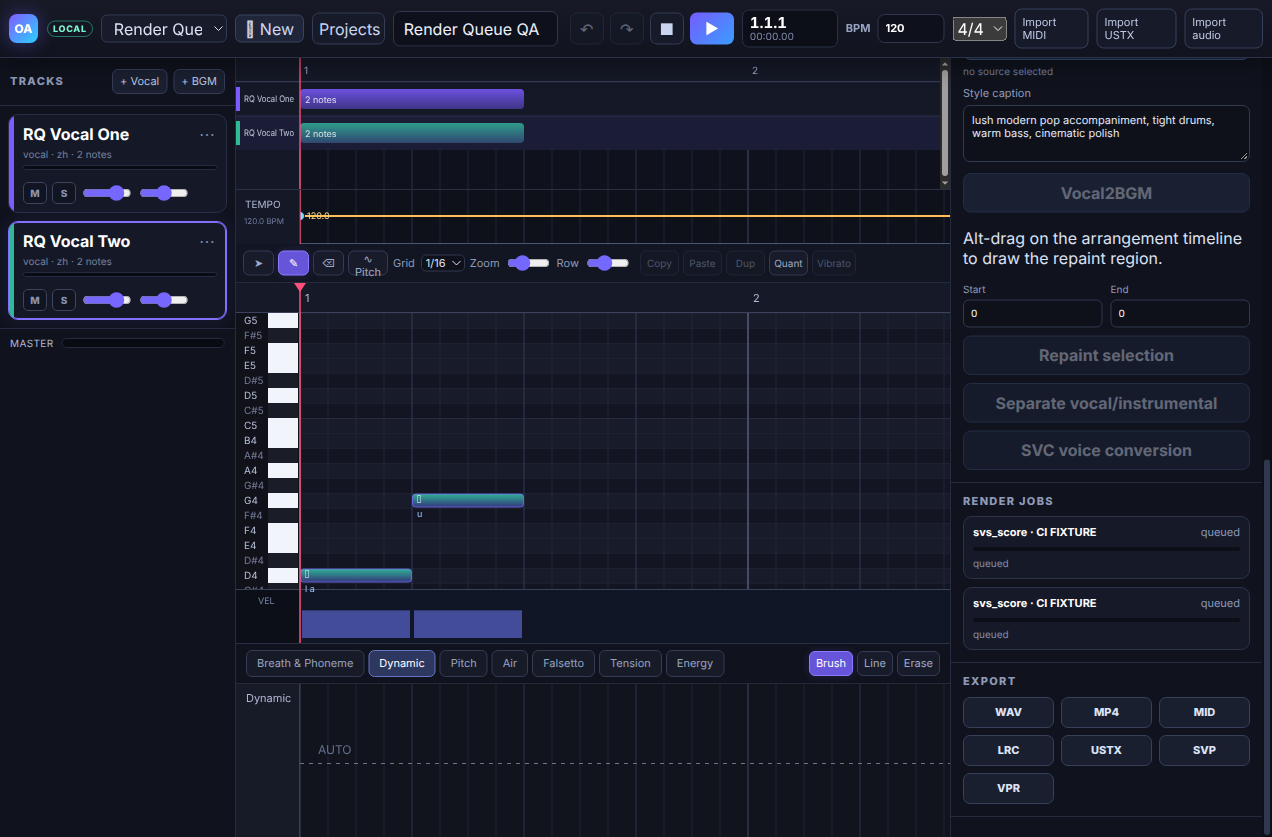 OA
LOCAL
Render Que
New
Projects
Render Queue QA
1.1.1
00:00.00
BPM
120
4/4
Import
MIDI
Import
USTX
Import
audio
TRACKS
+ Vocal
+ BGM
RQ Vocal One
vocal · zh · 2 notes
M
S
RQ Vocal Two
vocal · zh · 2 notes
M
S
MASTER
1
2
RQ Vocal One
2 notes
RQ Vocal Two
2 notes
TEMPO
120.0 BPM
120.0
Pitch
Grid
1/16
Zoom
Row
Copy
Paste
Dup
Quant
Vibrato
1
2
G5
F#5
F5
E5
D#5
D5
C#5
C5
B4
A#4
A4
G#4
G4
F#4
F4
E4
D#4
D4
u
l a
VEL
Breath & Phoneme
Dynamic
Pitch
Air
Falsetto
Tension
Energy
Brush
Line
Erase
Dynamic
AUTO
no source selected
Style caption
lush modern pop accompaniment, tight drums,
warm bass, cinematic polish
Vocal2BGM
Alt-drag on the arrangement timeline
to draw the repaint region.
Start
End
0
0
Repaint selection
Separate vocal/instrumental
SVC voice conversion
RENDER JOBS
svs_score · CI FIXTURE
queued
queued
svs_score · CI FIXTURE
queued
queued
EXPORT
WAV
MP4
MID
LRC
USTX
SVP
VPR